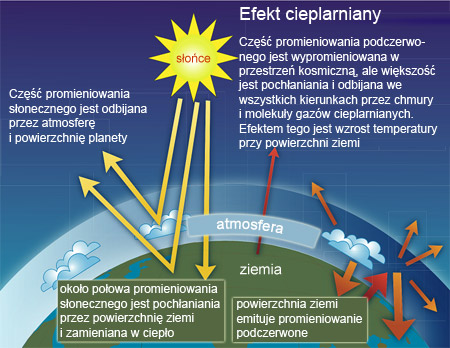 Efekt cieplarniany
słońce
Część promieniowania podczerwo-
nego jest wypromieniowana w
przestrzeń kosmiczną, ale większość
jest pochłaniania i odbijana we
wszystkich kierunkach przez chmury
i molekuły gazów cieplarnianych.
Efektem tego jest wzrost temperatury
przy powierzchni ziemi
Część promieniowania
słonecznego jest odbijana
przez atmosferę
i powierzchnię planety
atmosfera
ziemia
około połowa promieniowania
słonecznego jest pochłaniania
przez powierzchnię ziemi
i zamieniana w ciepło
powierzchnia ziemi
emituje promieniowanie
podczerwone